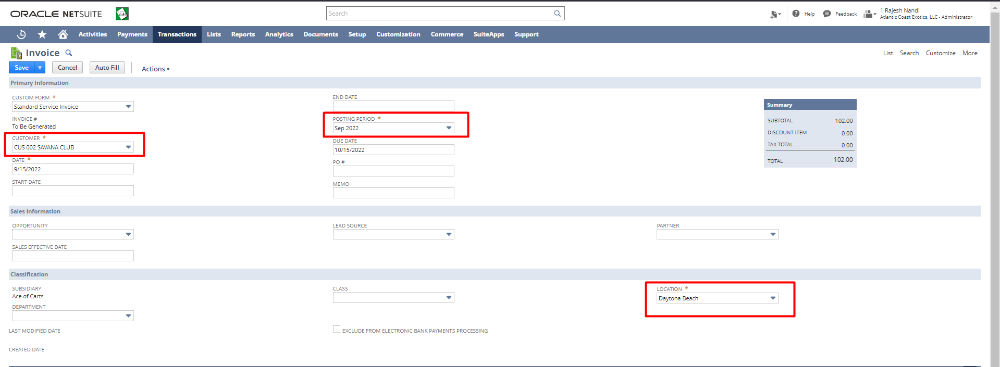 ORACLE NETSUITE
Search
Help
Feedback
1 Rajesh Nandi
Atlantic Coast Exotics, LLC - Administrator
Activities Payments Transactions Lists Reports Analytics Documents Setup Customization Commerce SuiteApps Support
Invoice
List Search Customize More
Save Cancel Auto Fill Actions
Primary Information
CUSTOM FORM *
Standard Service Invoice
INVOICE #
To Be Generated
CUSTOMER *
CUS 002 SAVANA CLUB
DATE *
9/15/2022
START DATE
END DATE
POSTING PERIOD *
Sep 2022
DUE DATE
10/15/2022
PO #
MEMO
Summary
SUBTOTAL 102.00
DISCOUNT ITEM 0.00
TAX TOTAL 0.00
TOTAL 102.00
Sales Information
OPPORTUNITY
SALES EFFECTIVE DATE
LEAD SOURCE
PARTNER
Classification
SUBSIDIARY
Ace of Carts
DEPARTMENT
LAST MODIFIED DATE
CREATED DATE
CLASS
EXCLUDE FROM ELECTRONIC BANK PAYMENTS PROCESSING
LOCATION *
Daytona Beach